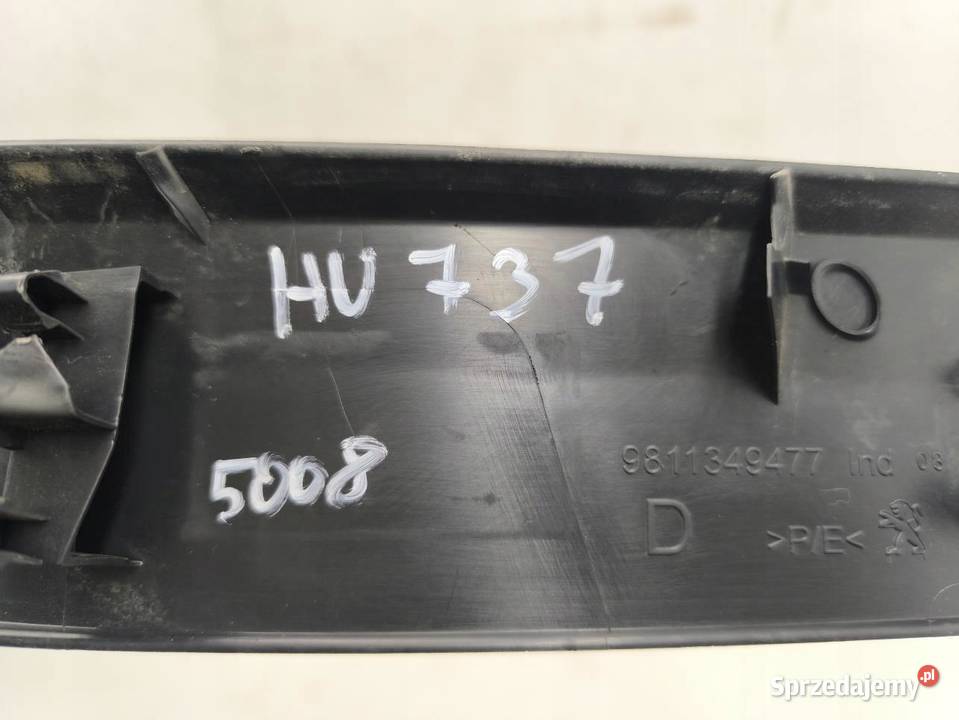 HU 737
5008
9811349477 Ind 08
D >P/E<
Sprzedajemy.pl